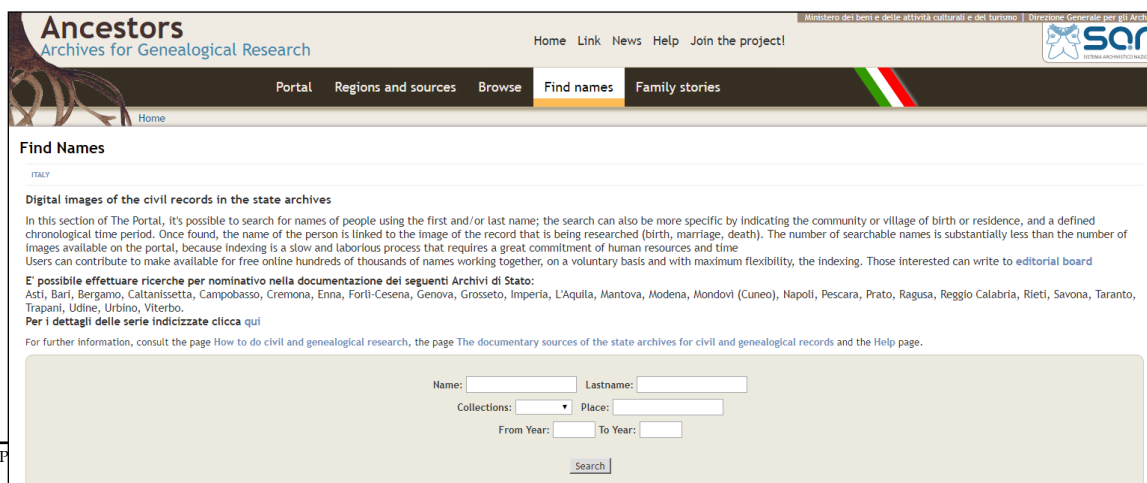 Ministero dei beni e delle attività culturali e del turismo | Direzione Generale per gli Arch
Ancestors
Archives for Genealogical Research
Home Link News Help Join the project!
san
SISTEMA ARCHIVISTICO NAZIO
Portal Regions and sources Browse Find names Family stories
Home
Find Names
ITALY
Digital images of the civil records in the state archives
In this section of The Portal, it's possible to search for names of people using the first and/or last name; the search can also be more specific by indicating the community or village of birth or residence, and a defined
chronological time period. Once found, the name of the person is linked to the image of the record that is being researched (birth, marriage, death). The number of searchable names is substantially less than the number of
images available on the portal, because indexing is a slow and laborious process that requires a great commitment of human resources and time
Users can contribute to make available for free online hundreds of thousands of names working together, on a voluntary basis and with maximum flexibility, the indexing. Those interested can write to editorial board
E' possibile effettuare ricerche per nominativo nella documentazione dei seguenti Archivi di Stato:
Asti, Bari, Bergamo, Caltanissetta, Campobasso, Cremona, Enna, Forlì-Cesena, Genova, Grosseto, Imperia, L'Aquila, Mantova, Modena, Mondovì (Cuneo), Napoli, Pescara, Prato, Ragusa, Reggio Calabria, Rieti, Savona, Taranto,
Trapani, Udine, Urbino, Viterbo.
Per i dettagli delle serie indicizzate clicca qui
For further information, consult the page How to do civil and genealogical research, the page The documentary sources of the state archives for civil and genealogical records and the Help page.
Name: Lastname:
Collections: Place:
From Year: To Year:
P
Search